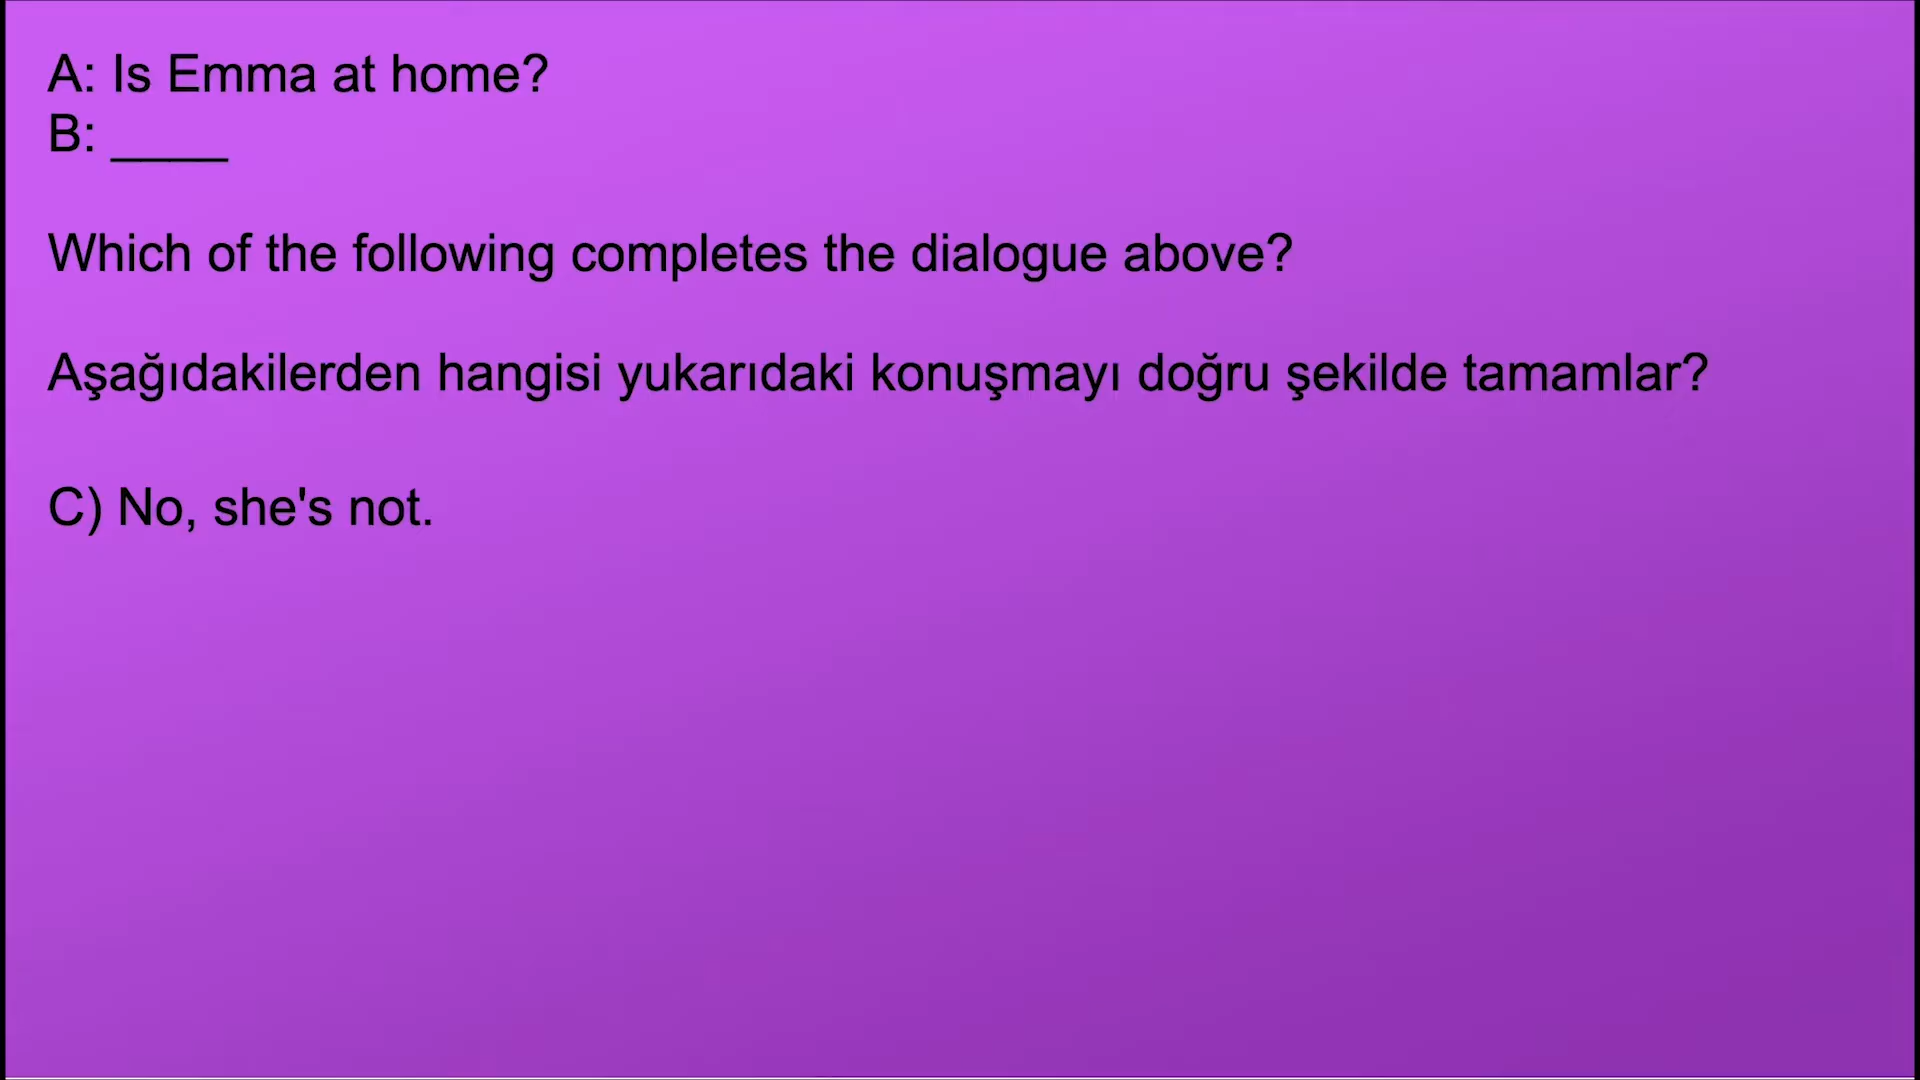 A: Is Emma at home?
B: ____
Which of the following completes the dialogue above?
Aşağıdakilerden hangisi yukarıdaki konuşmayı doğru şekilde tamamlar?
C) No, she's not.